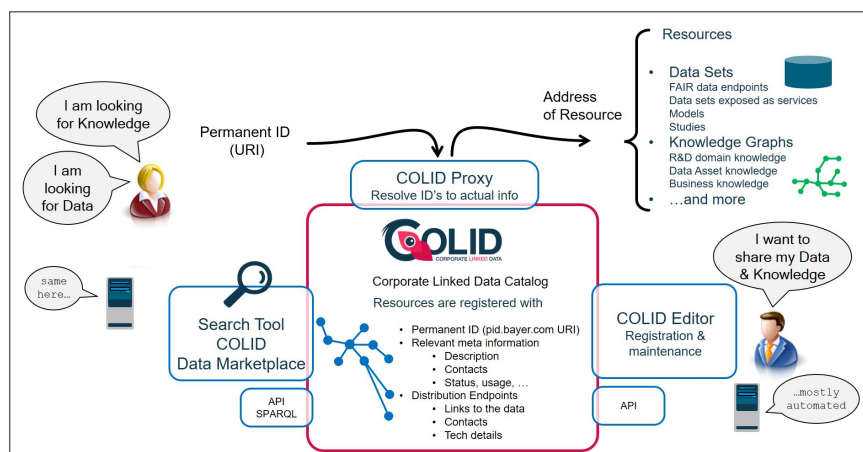 Resources
• Data Sets
FAIR data endpoints
Data sets exposed as services
Models
Studies
• Knowledge Graphs
R&D domain knowledge
Data Asset knowledge
Business knowledge
• …and more
I am looking
for Knowledge
I am
looking
for Data
Permanent ID
(URI)
Address
of Resource
COLID Proxy
Resolve ID's to actual info
COLID
CORPORATE LINKED DATA
Corporate Linked Data Catalog
Resources are registered with
• Permanent ID (pid.bayer.com URI)
• Relevant meta information
• Description
• Contacts
• Status, usage, …
• Distribution Endpoints
• Links to the data
• Contacts
• Tech details
same
here…
Search Tool
COLID
Data Marketplace
API
SPARQL
I want to
share my Data
& Knowledge
COLID Editor
Registration &
maintenance
API
…mostly
automated